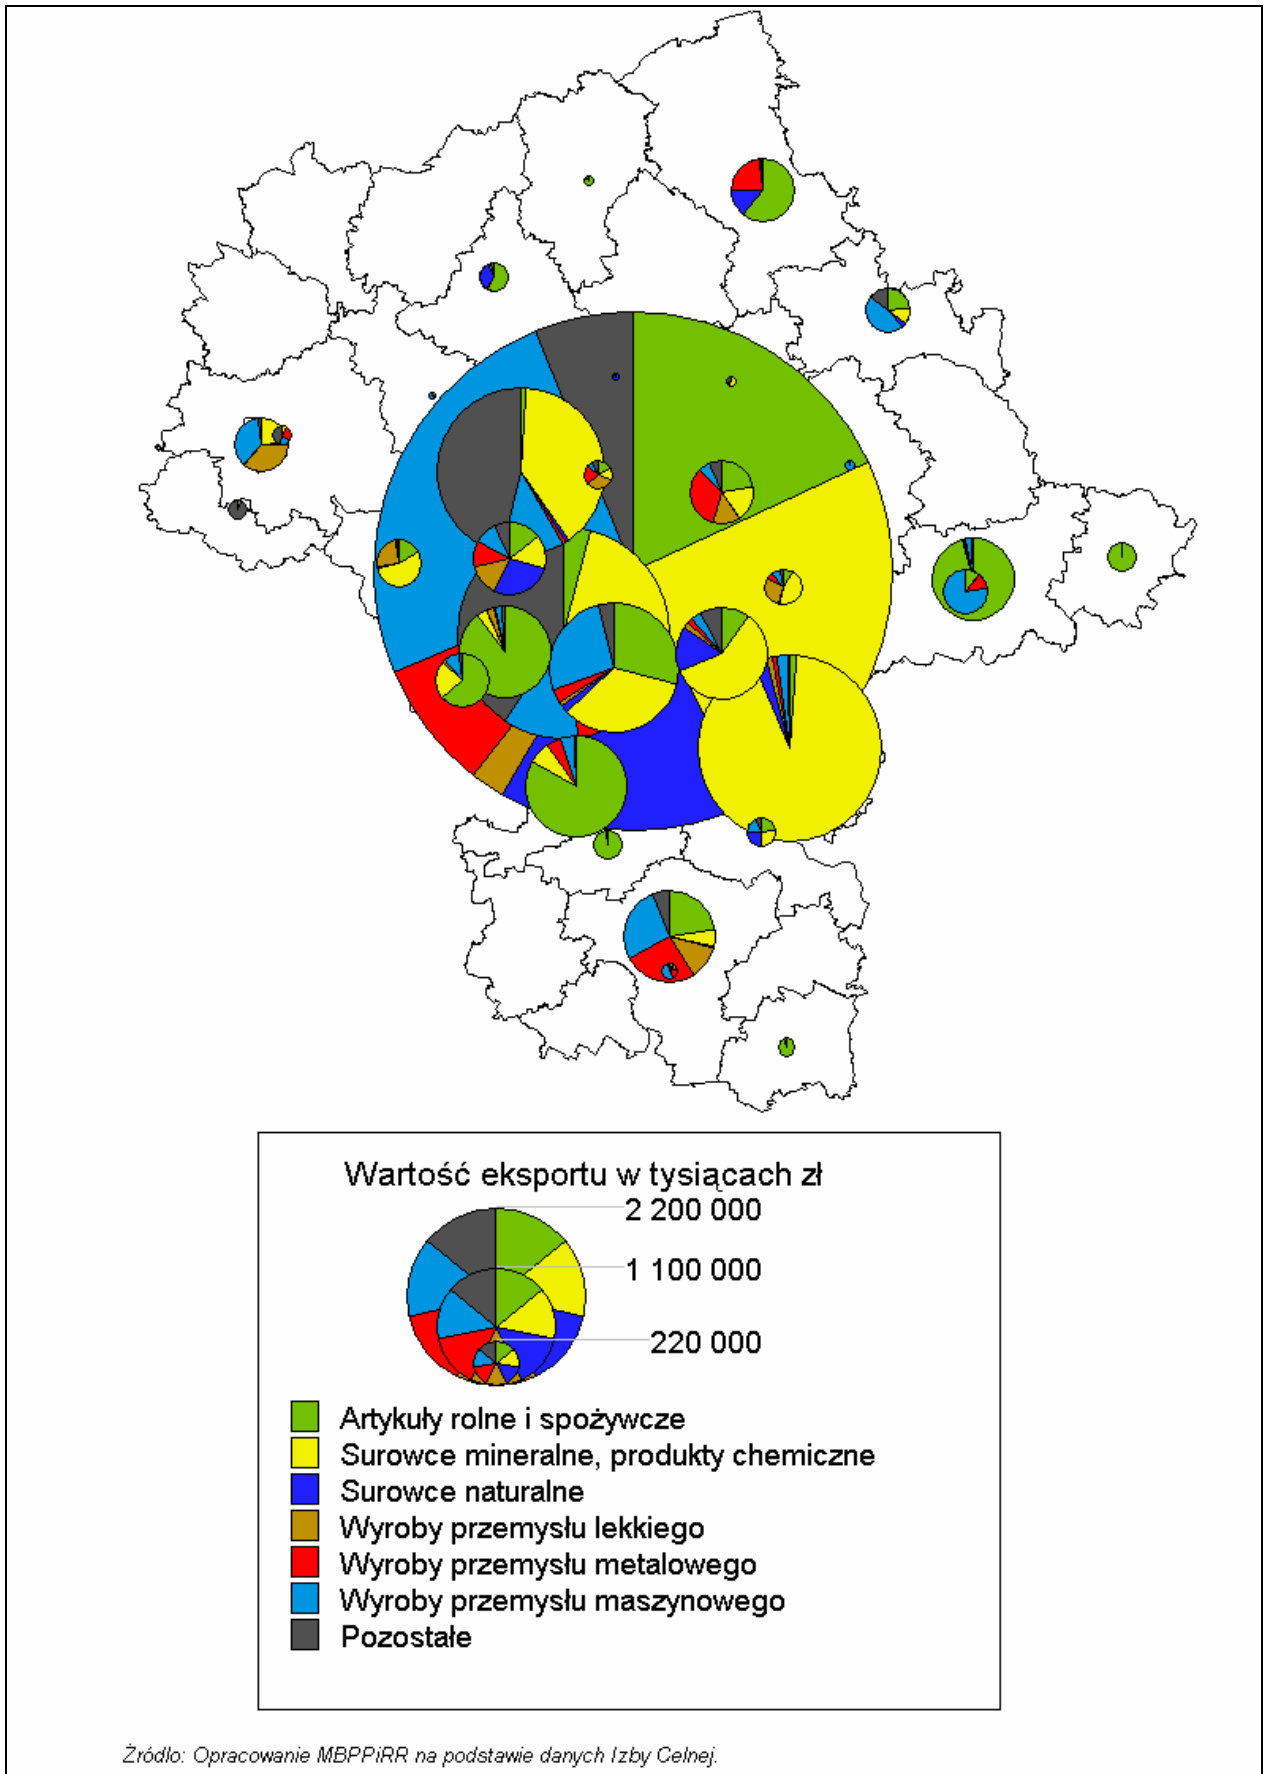 Wartość eksportu w tysiącach zł
2 200 000
1 100 000
220 000
Artykuły rolne i spożywcze
Surowce mineralne, produkty chemiczne
Surowce naturalne
Wyroby przemysłu lekkiego
Wyroby przemysłu metalowego
Wyroby przemysłu maszynowego
Pozostałe
Źródło: Opracowanie MBPPiRR na podstawie danych Izby Celnej.